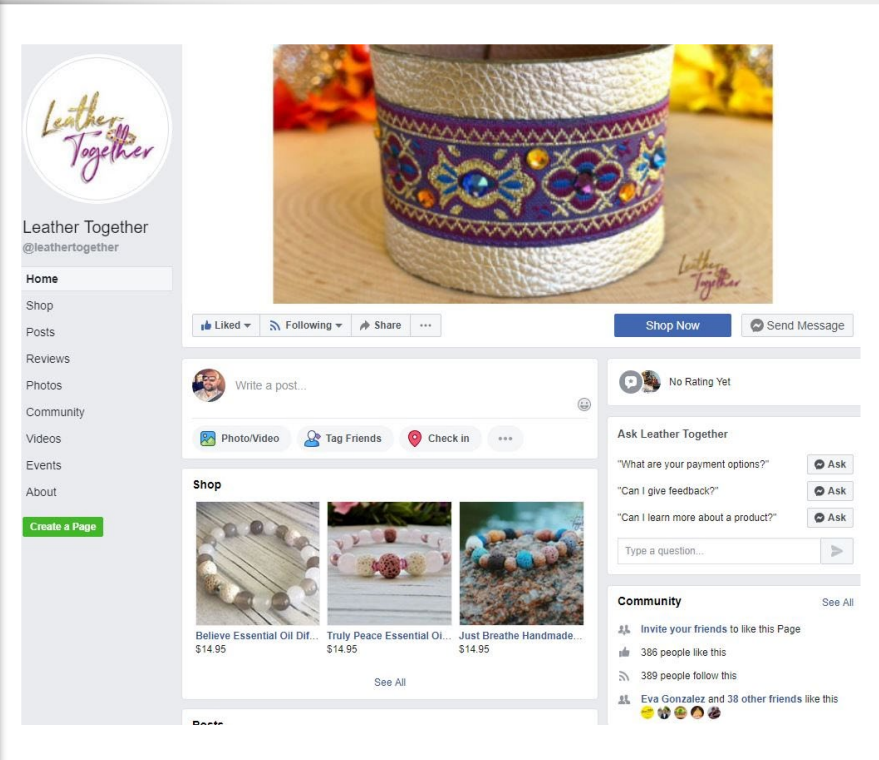 Leather
Together
Leather Together
@leathertogether
Home
Shop
Posts
Reviews
Photos
Community
Videos
Events
About
Create a Page
Leather
Together
Liked
Following
Share
...
Shop Now
Send Message
Write a post...
Photo/Video
Tag Friends
Check in
...
Shop
Believe Essential Oil Dif...
$14.95
Truly Peace Essential Oi...
$14.95
Just Breathe Handmade...
$14.95
See All
Posts
No Rating Yet
Ask Leather Together
"What are your payment options?"
Ask
"Can I give feedback?"
Ask
"Can I learn more about a product?"
Ask
Type a question...
Community
See All
Invite your friends to like this Page
386 people like this
389 people follow this
Eva Gonzalez and 38 other friends like this